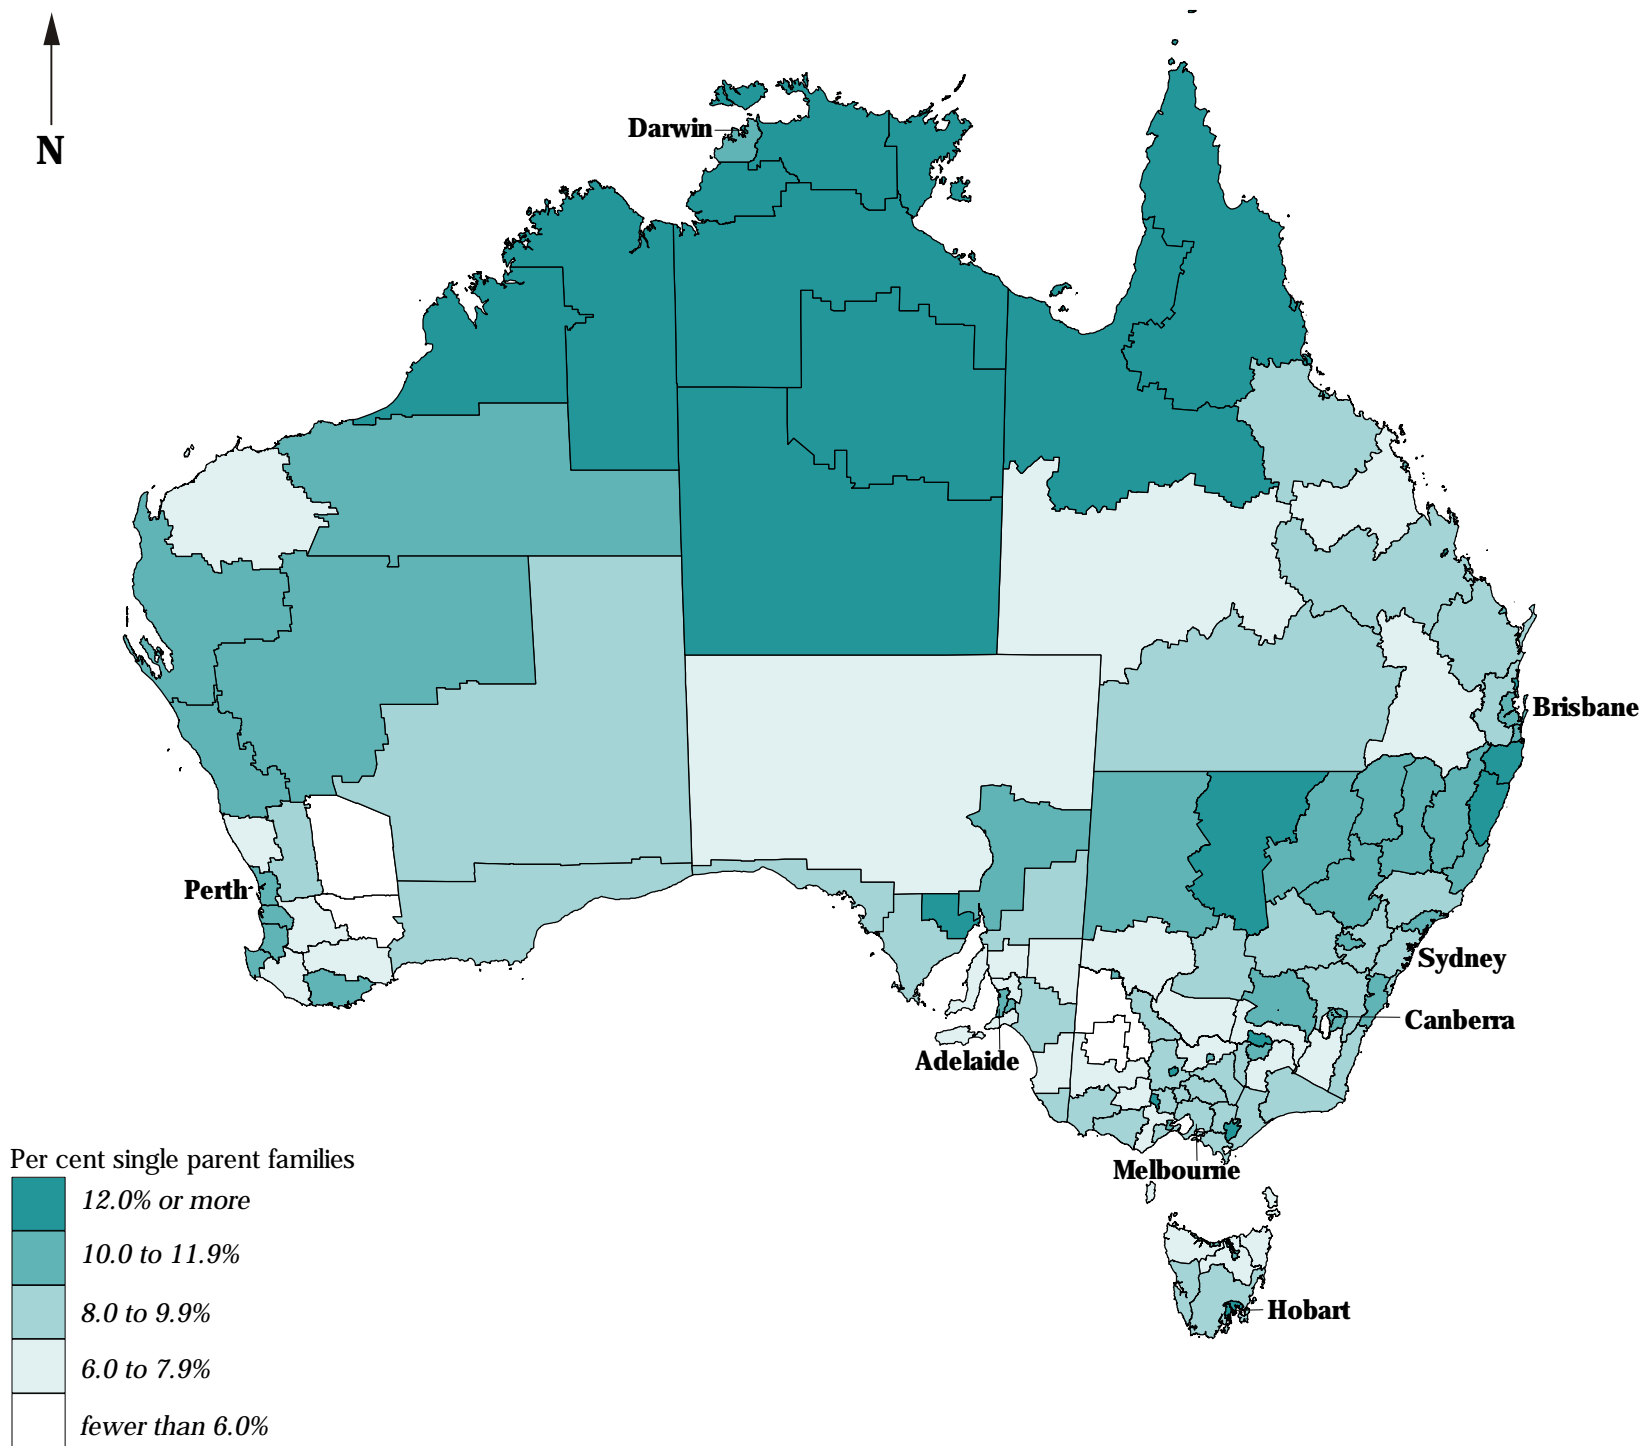 N
Darwin
Brisbane
Perth
Sydney
Canberra
Adelaide
Melbourne
Hobart
Per cent single parent families
12.0% or more
10.0 to 11.9%
8.0 to 9.9%
6.0 to 7.9%
fewer than 6.0%